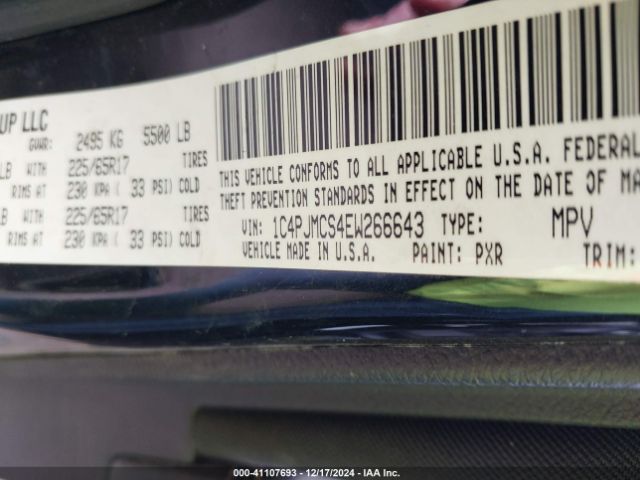 UP LLC
GVWR: 2495 KG 5500 LB
LB WITH 225/65R17 TIRES
RIMS AT 230 KPA ( 33 PSI) COLD
LB WITH 225/65R17 TIRES
RIMS AT 230 KPA ( 33 PSI) COLD
THIS VEHICLE CONFORMS TO ALL APPLICABLE U.S.A. FEDERAL
THEFT PREVENTION STANDARDS IN EFFECT ON THE DATE OF MA
VIN: 1C4PJMCS4EW266643 TYPE: MPV
VEHICLE MADE IN U.S.A. PAINT: PXR TRIM:
000-41107693 - 12/17/2024 - IAA Inc.